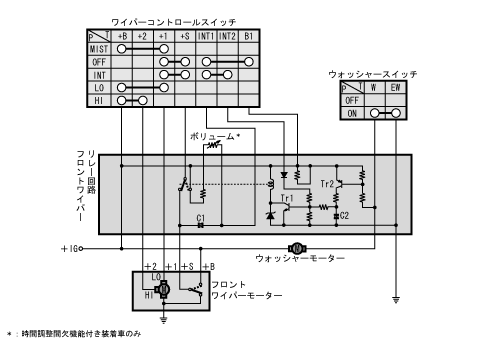 ワイパーコントロールスイッチ
P T +B +2 +1 +S INT1 INT2 B1
MIST
OFF
INT
LO
HI
ウォッシャースイッチ
P T W EW
OFF
ON
ボリューム*
フロントワイパー
リレー回路
Tr1
Tr2
C1
C2
+IG
M
ウォッシャーモーター
+2 +1 +S +B
LO
HI
M
フロント
ワイパーモーター
* : 時間調整間欠機能付き装着車のみ